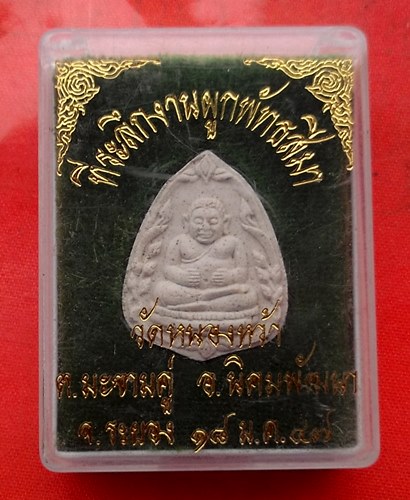 ที่ระลึกงานผูกพัทธสีมา
วัดหนองหว้า
ต.มะขามคู่ อ.นิคมพัฒนา
จ.ระยอง ๑๘ ม.ค.๔๗